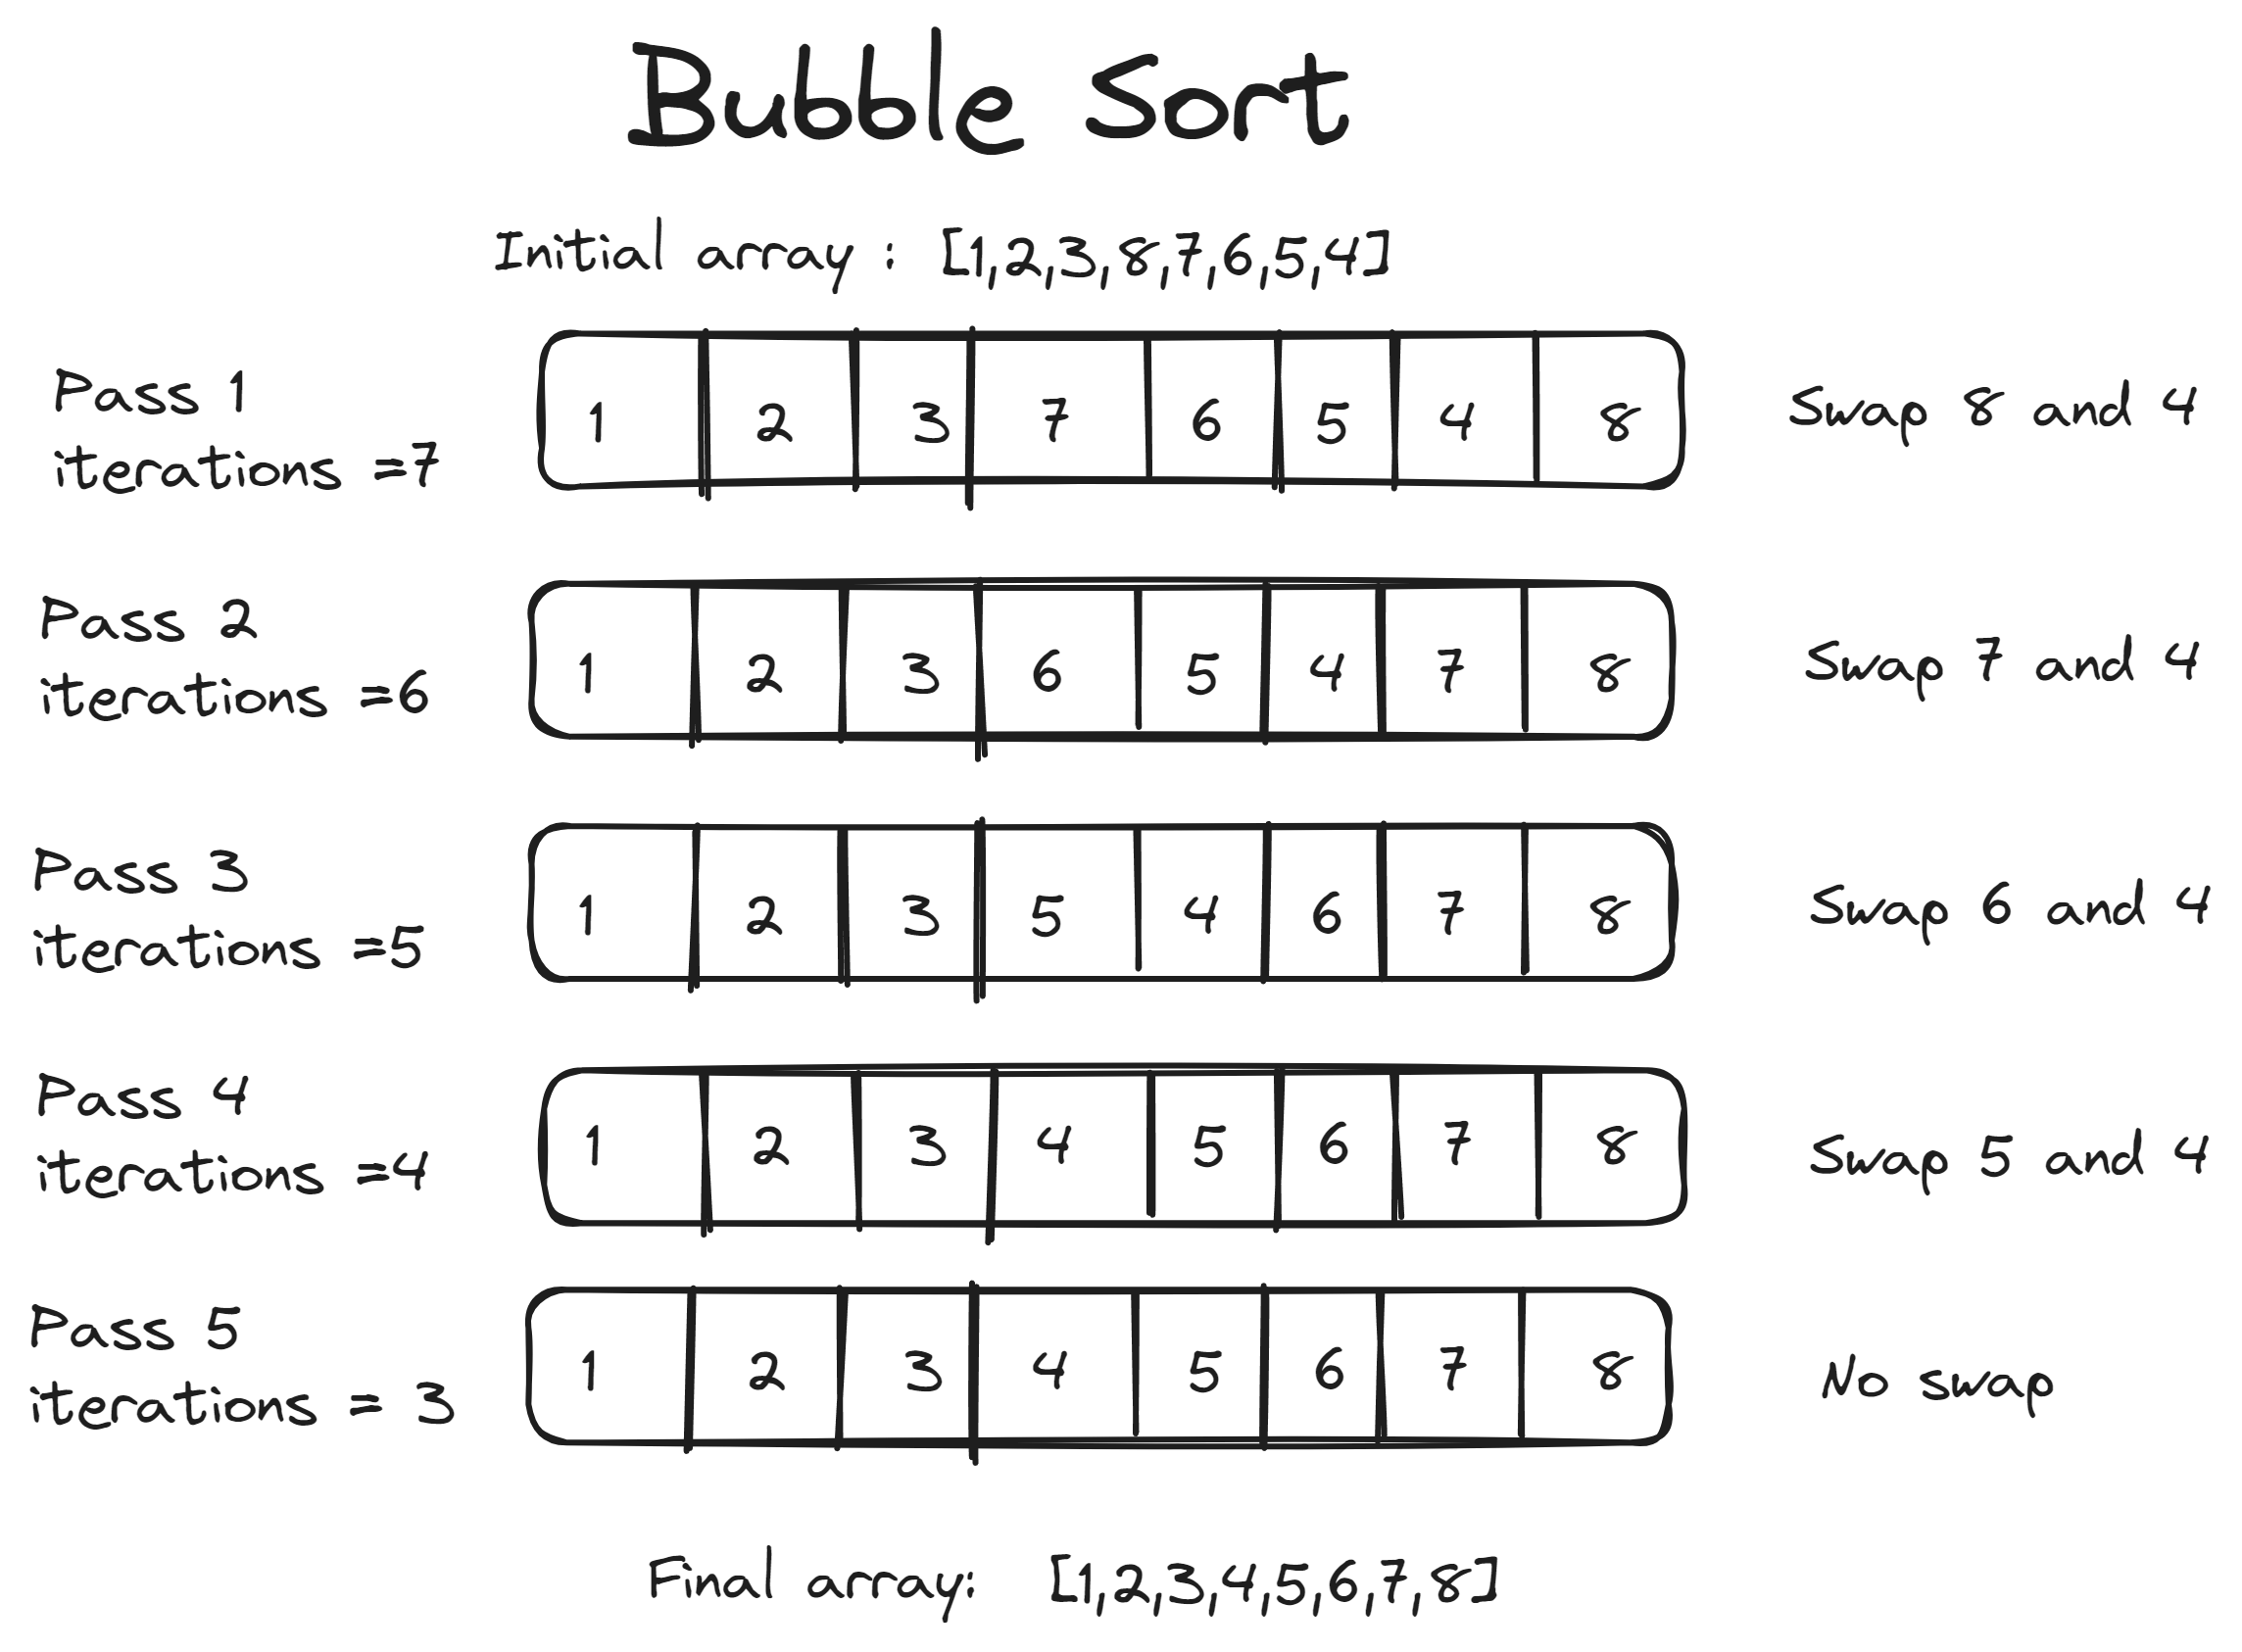 Bubble Sort
Initial array : [1,2,3,8,7,6,5,4]
Pass 1
iterations =7
1 2 3 7 6 5 4 8
Swap 8 and 4
Pass 2
iterations =6
1 2 3 6 5 4 7 8
Swap 7 and 4
Pass 3
iterations =5
1 2 3 5 4 6 7 8
Swap 6 and 4
Pass 4
iterations =4
1 2 3 4 5 6 7 8
Swap 5 and 4
Pass 5
iterations = 3
1 2 3 4 5 6 7 8
No swap
Final array: [1,2,3,4,5,6,7,8]